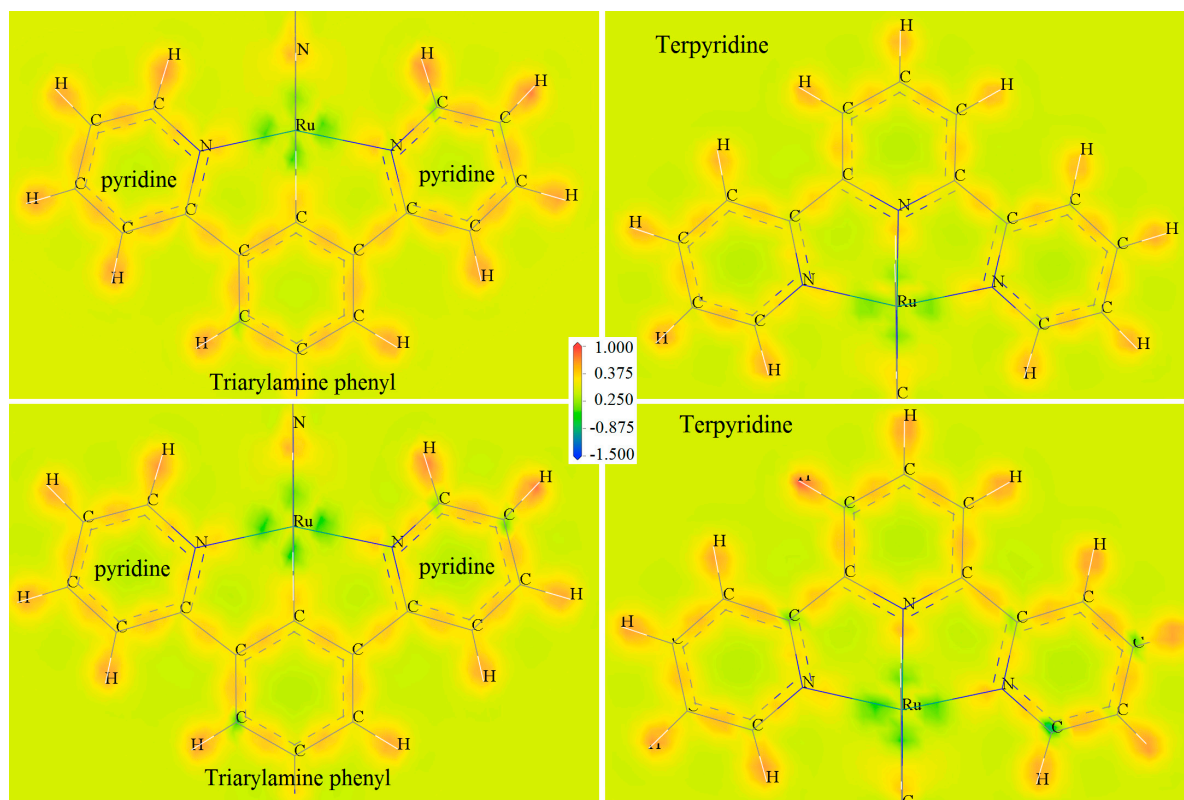 N
H H
H H
C C
C C
Ru
N N
pyridine pyridine
C C
H H
C C C
C C
C C
H H
C C
H H
C
Triarylamine phenyl
Terpyridine
H
C
H H
C C
H H
C C
C C
N
C C
H H
C C
N N
Ru
C C
C C
H H
H H
C
1.000
0.375
0.250
-0.875
-1.500
N
H H
H H
C C
C C
Ru
N N
pyridine pyridine
C C
H H
C C C
C C
C C
H H
C C
H H
C
Triarylamine phenyl
Terpyridine
H
C
H H
C C
H H
C C
C C
N
C C
H
C C
N N
Ru
C C
C C
H
H H